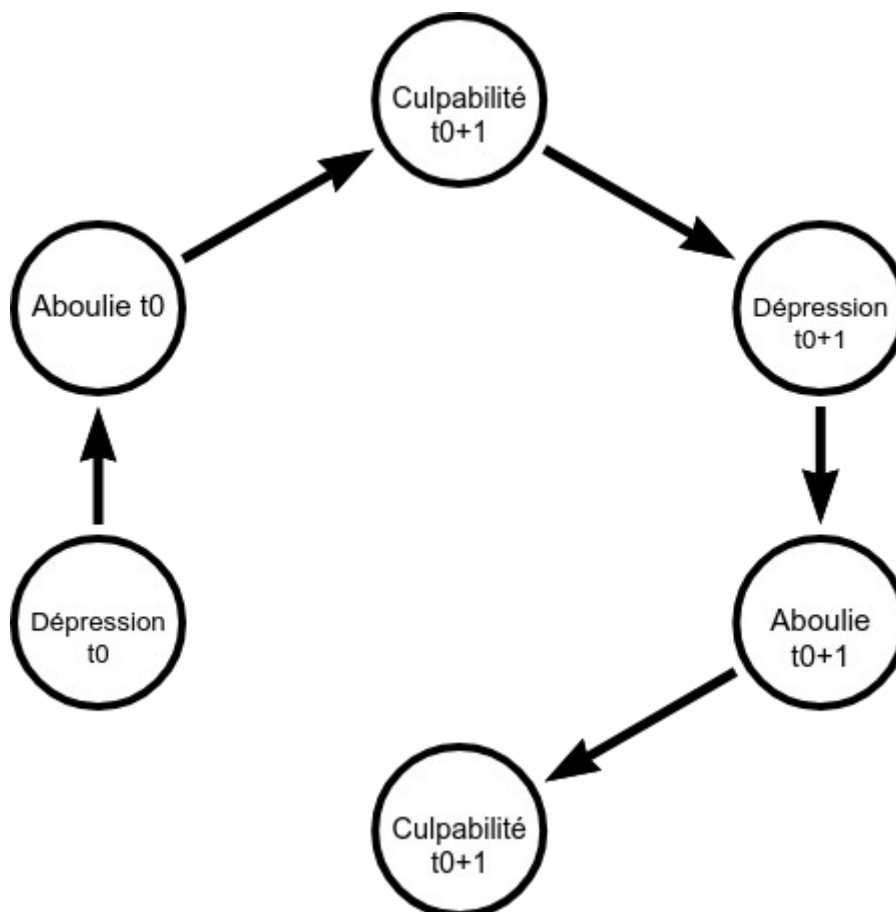 Culpabilité
t0+1
Aboulie t0
Dépression
t0+1
Dépression
t0
Aboulie
t0+1
Culpabilité
t0+1